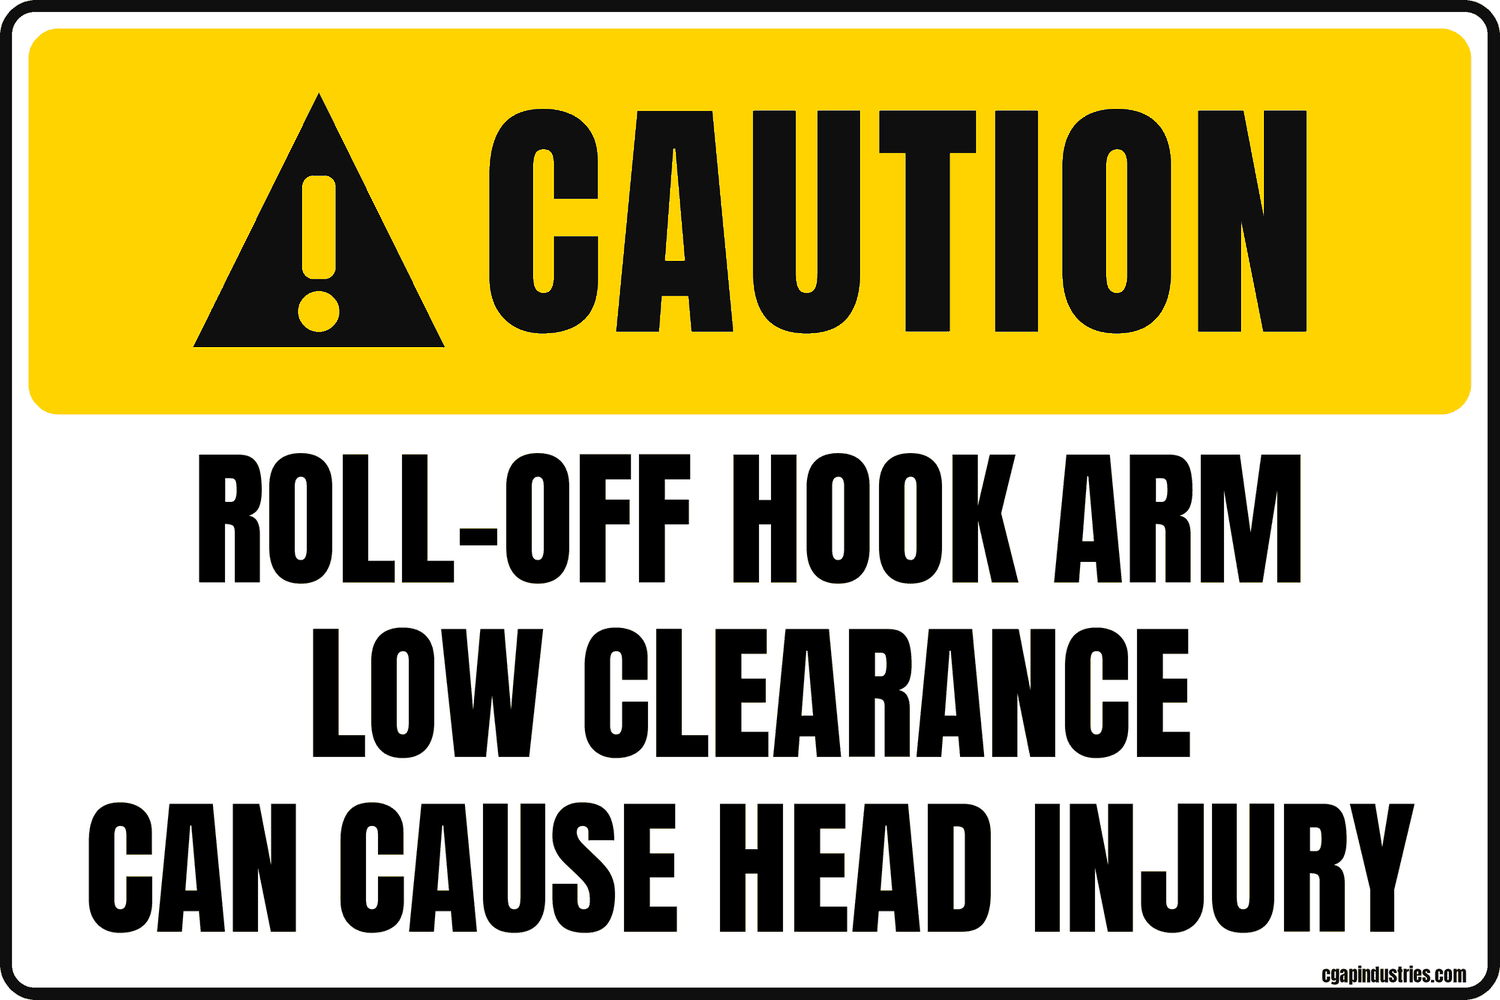 CAUTION
ROLL-OFF HOOK ARM
LOW CLEARANCE
CAN CAUSE HEAD INJURY
cgapindustries.com